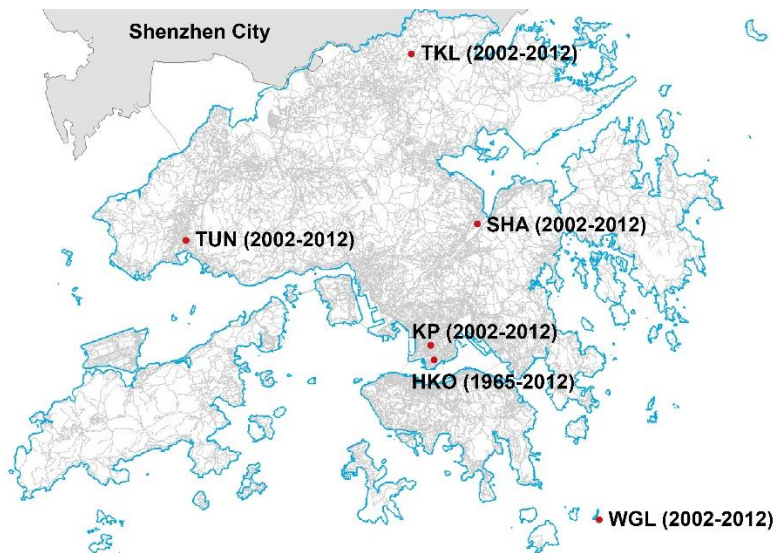 Shenzhen City
TKL (2002-2012)
SHA (2002-2012)
TUN (2002-2012)
KP (2002-2012)
HKO (1965-2012)
WGL (2002-2012)